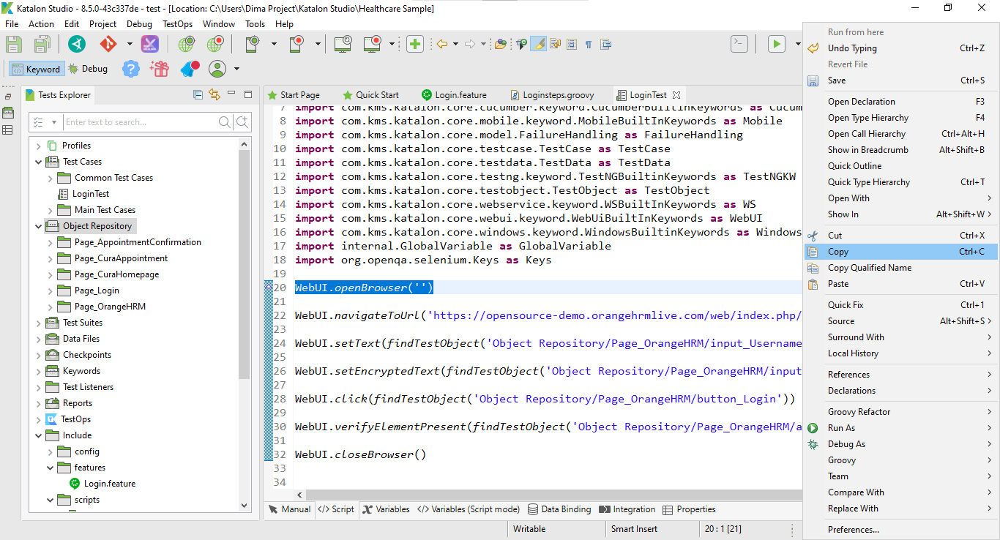 Katalon Studio - 8.5.0-43c337de - test - [Location: C:\Users\Dima Project\Katalon Studio\Healthcare Sample]
File Action Edit Project Debug TestOps Window Tools Help
Keyword Debug
Tests Explorer
Enter text to search...
Profiles
Test Cases
Common Test Cases
LoginTest
Main Test Cases
Object Repository
Page_AppointmentConfirmation
Page_CuraAppointment
Page_CuraHomepage
Page_Login
Page_OrangeHRM
Test Suites
Data Files
Checkpoints
Keywords
Test Listeners
Reports
TestOps
Include
config
features
Login.feature
scripts
Start Page Quick Start Login.feature Loginsteps.groovy LoginTest
7 import com.kms.katalon.core.cucumber.keyword.CucumberBuiltinKeywords as Cucum
8 import com.kms.katalon.core.mobile.keyword.MobileBuiltInKeywords as Mobile
9 import com.kms.katalon.core.model.FailureHandling as FailureHandling
10 import com.kms.katalon.core.testcase.TestCase as TestCase
11 import com.kms.katalon.core.testdata.TestData as TestData
12 import com.kms.katalon.core.testng.keyword.TestNGBuiltinKeywords as TestNGKW
13 import com.kms.katalon.core.testobject.TestObject as TestObject
14 import com.kms.katalon.core.webservice.keyword.WSBuiltInKeywords as WS
15 import com.kms.katalon.core.webui.keyword.WebUiBuiltInKeywords as WebUI
16 import com.kms.katalon.core.windows.keyword.WindowsBuiltinKeywords as Windows
17 import internal.GlobalVariable as GlobalVariable
18 import org.openqa.selenium.Keys as Keys
19
20 WebUI.openBrowser('')
21
22 WebUI.navigateToUrl('https://opensource-demo.orangehrmlive.com/web/index.php/
23
24 WebUI.setText(findTestObject('Object Repository/Page_OrangeHRM/input_Username
25
26 WebUI.setEncryptedText(findTestObject('Object Repository/Page_OrangeHRM/input
27
28 WebUI.click(findTestObject('Object Repository/Page_OrangeHRM/button_Login'))
29
30 WebUI.verifyElementPresent(findTestObject('Object Repository/Page_OrangeHRM/a
31
32 WebUI.closeBrowser()
33
34
Manual Script Variables Variables (Script mode) Data Binding Integration Properties
Writable Smart Insert 20 : 1 [21]
Run from here
Undo Typing Ctrl+Z
Revert File
Save Ctrl+S
Open Declaration F3
Open Type Hierarchy F4
Open Call Hierarchy Ctrl+Alt+H
Show in Breadcrumb Alt+Shift+B
Quick Outline
Quick Type Hierarchy Ctrl+T
Open With
Show In Alt+Shift+W
Cut Ctrl+X
Copy Ctrl+C
Copy Qualified Name
Paste Ctrl+V
Quick Fix Ctrl+1
Source Alt+Shift+S
Surround With
Local History
References
Declarations
Groovy Refactor
Run As
Debug As
Groovy
Team
Compare With
Replace With
Preferences...